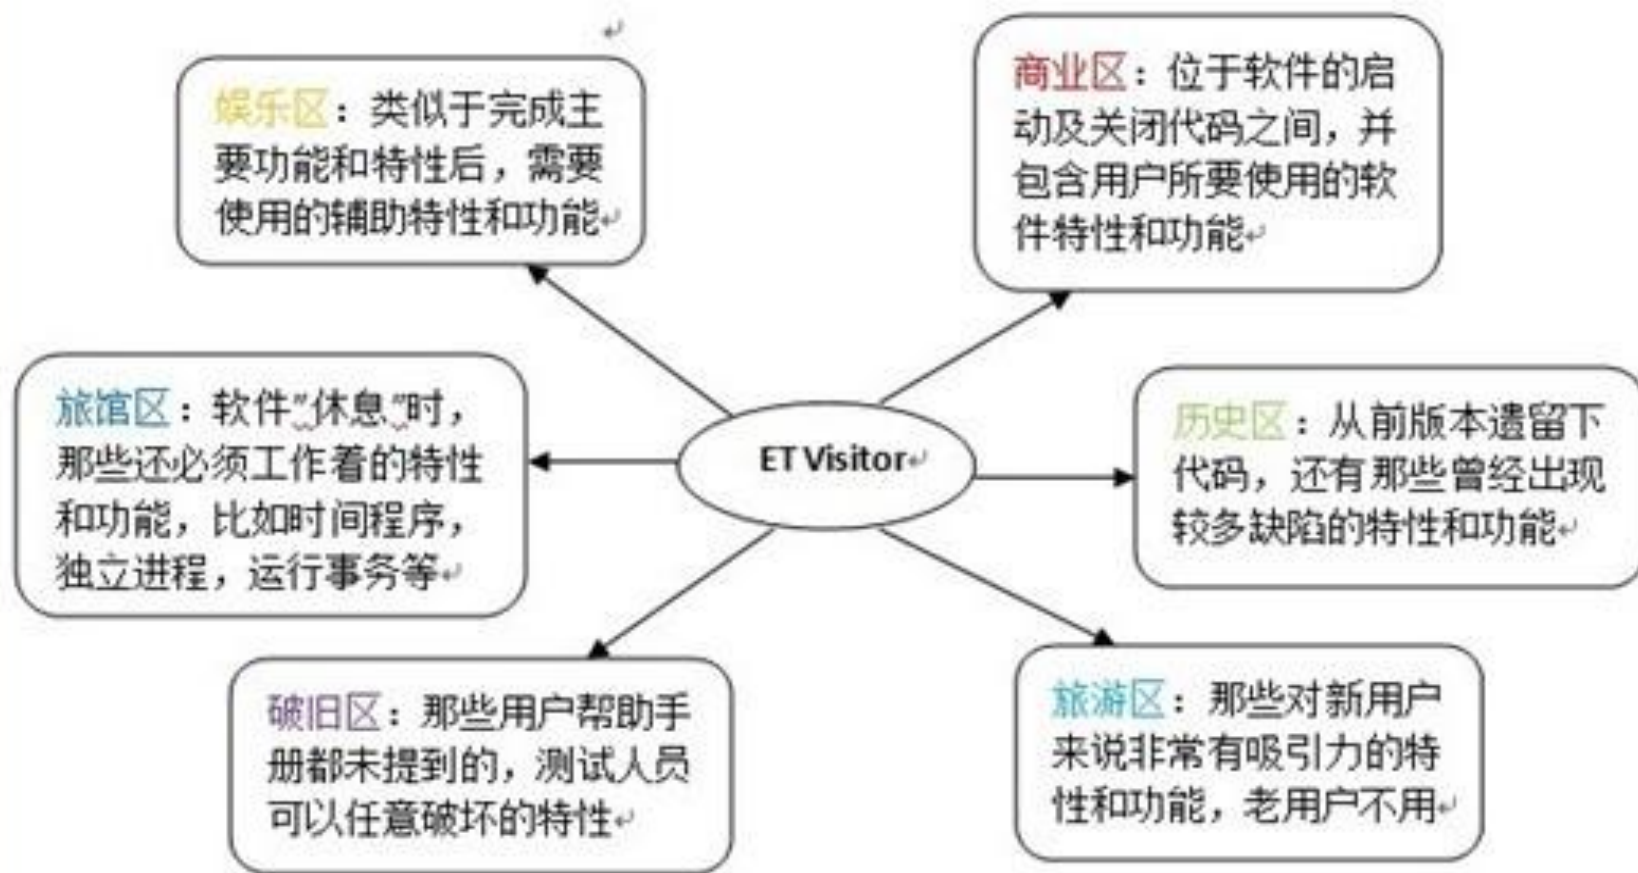 娱乐区：类似于完成主
要功能和特性后，需要
使用的辅助特性和功能
商业区：位于软件的启
动及关闭代码之间，并
包含用户所要使用的软
件特性和功能
旅馆区：软件”休息”时，
那些还必须工作着的特性
和功能，比如时间程序，
独立进程，运行事务等
ET Visitor
历史区：从前版本遗留下
代码，还有那些曾经出现
较多缺陷的特性和功能
破旧区：那些用户帮助手
册都未提到的，测试人员
可以任意破坏的特性
旅游区：那些对新用户
来说非常有吸引力的特
性和功能，老用户不用